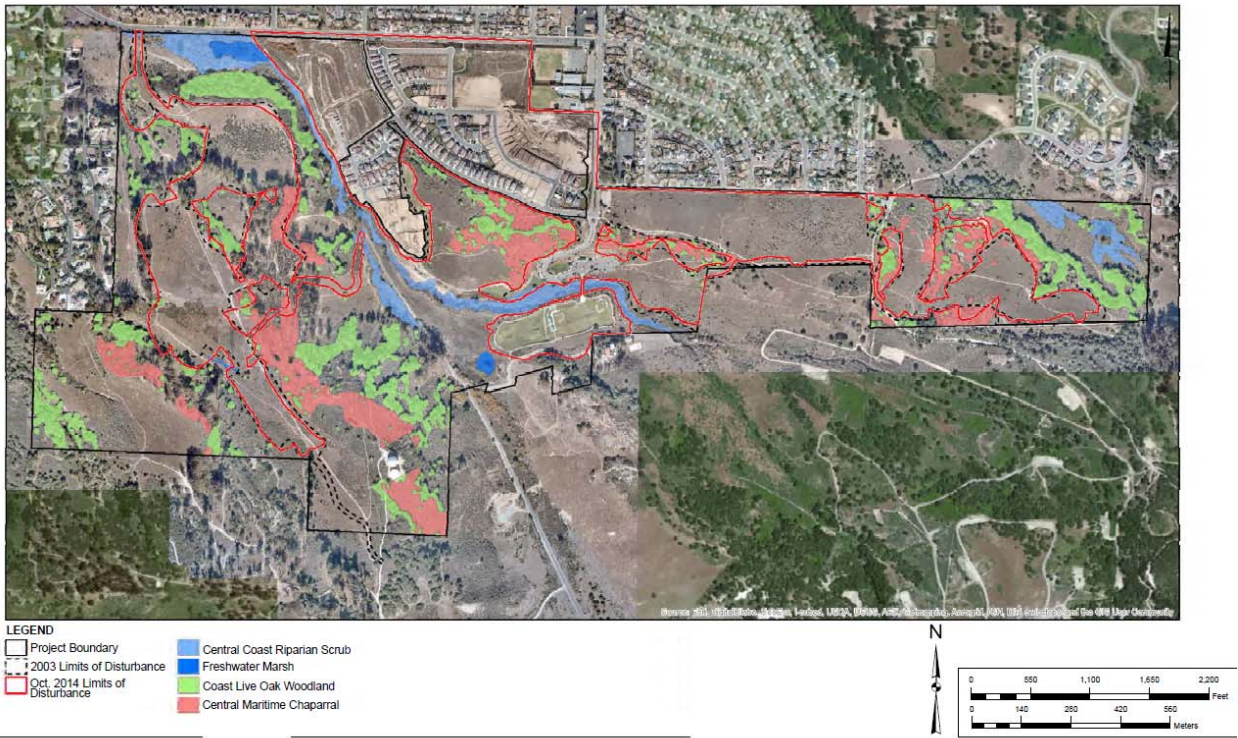 LEGEND
Project Boundary
2003 Limits of Disturbance
Oct. 2014 Limits of
Disturbance
Central Coast Riparian Scrub
Freshwater Marsh
Coast Live Oak Woodland
Central Maritime Chaparral
N
0 550 1,100 1,650 2,200
Feet
0 140 280 420 560
Meters